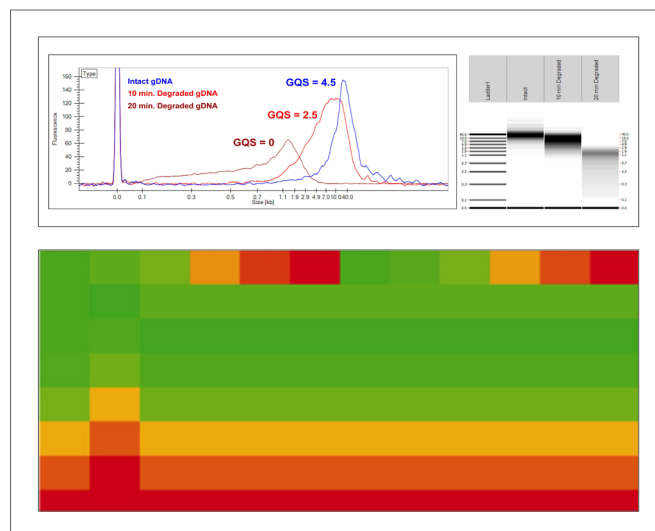 Type
Intact gDNA
10 min. Degraded gDNA
20 min. Degraded gDNA
GQS = 4.5
GQS = 2.5
GQS = 0
Fluorescence
160
140
120
100
80
60
40
20
0
0.0 0.1 0.3 0.5 0.7 1.1 1.9 2.9 4.9 7.0 10.0 40.0
Size [kb]
Ladder1
Intact
10 min Degraded
20 min Degraded